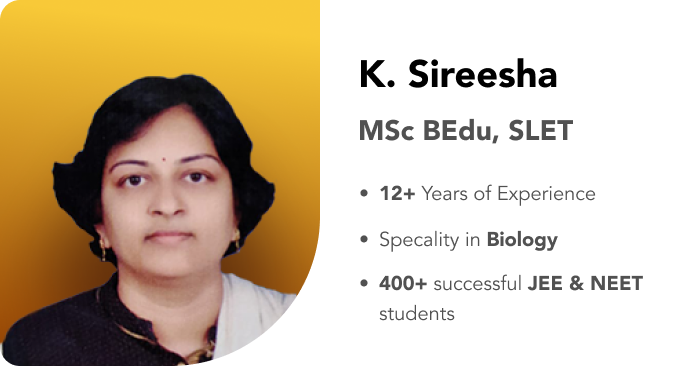 K. Sireesha
MSc BEdu, SLET
• 12+ Years of Experience
• Specality in Biology
• 400+ successful JEE & NEET
students